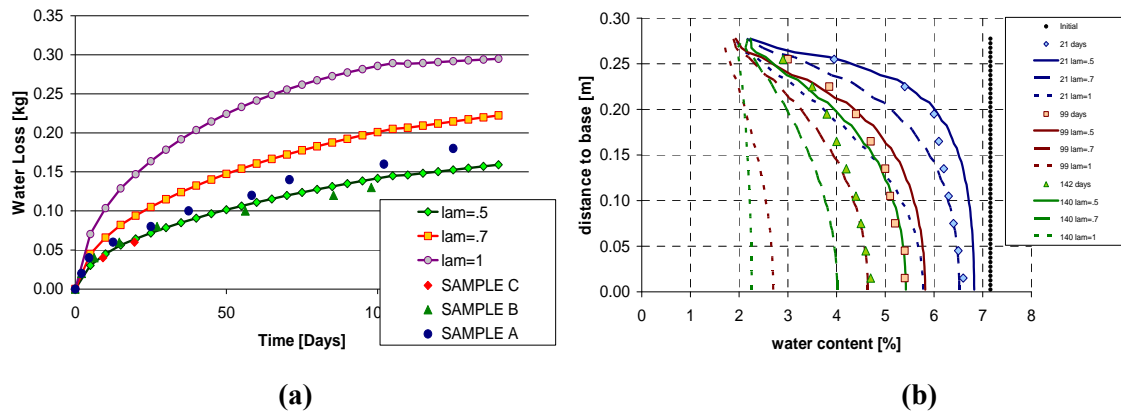 0.35
0.30
0.25
0.20
0.15
0.10
0.05
0.00
Water Loss [kg]
0
50
Time [Days]
lam=.5
lam=.7
lam=1
SAMPLE C
SAMPLE B
SAMPLE A
(a)
0.30
0.25
0.20
0.15
0.10
0.05
0.00
distance to base [m]
0 1 2 3 4 5 6 7 8
water content [%]
Initial
21 days
21 lam=.5
21 lam=.7
21 lam=1
99 days
99 lam=.5
99 lam=.7
99 lam=1
142 days
140 lam=.5
140 lam=.7
140 lam=1
(b)